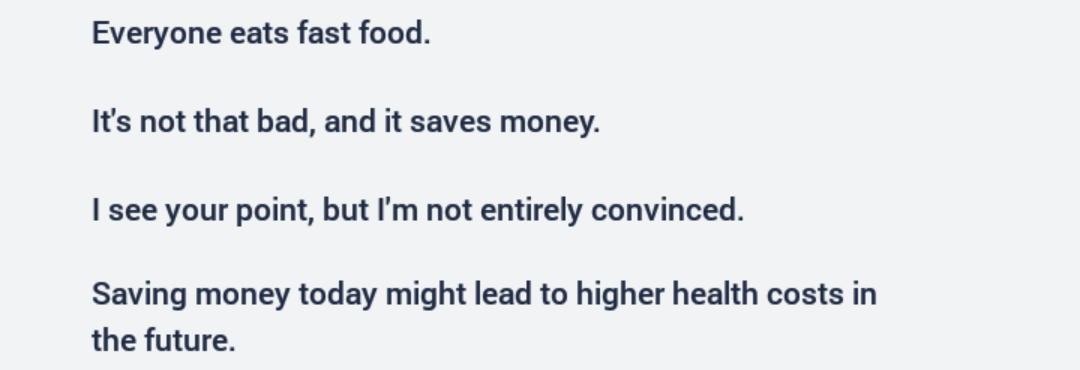 Everyone eats fast food.
It's not that bad, and it saves money.
I see your point, but I'm not entirely convinced.
Saving money today might lead to higher health costs in
the future.